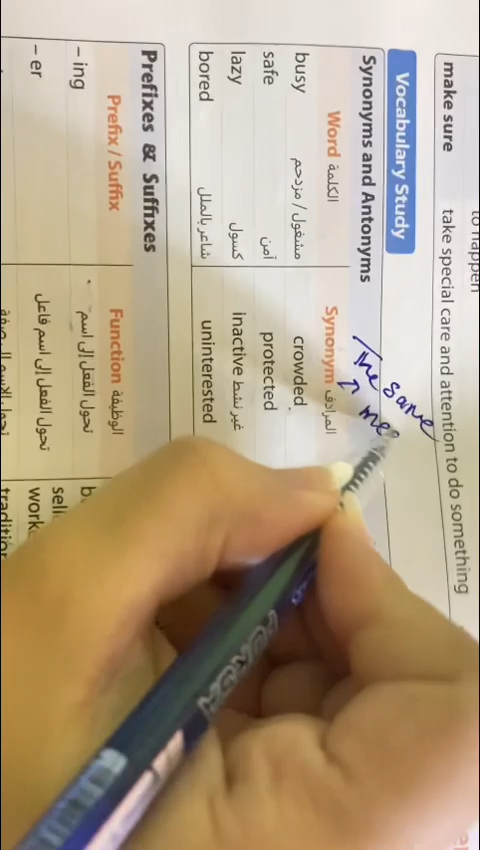 to happen
make sure take special care and attention to do something
Vocabulary Study
The same
me
Synonyms and Antonyms
Word الكلمة Synonym المرادف
busy مشغول / مزدحم crowded
safe آمن protected
lazy كسول inactive غير نشط
bored شاعر بالملل uninterested
Prefixes & Suffixes
Prefix / Suffix Function الوظيفة
– ing تحول الفعل إلى اسم
– er تحول الفعل إلى اسم فاعل work